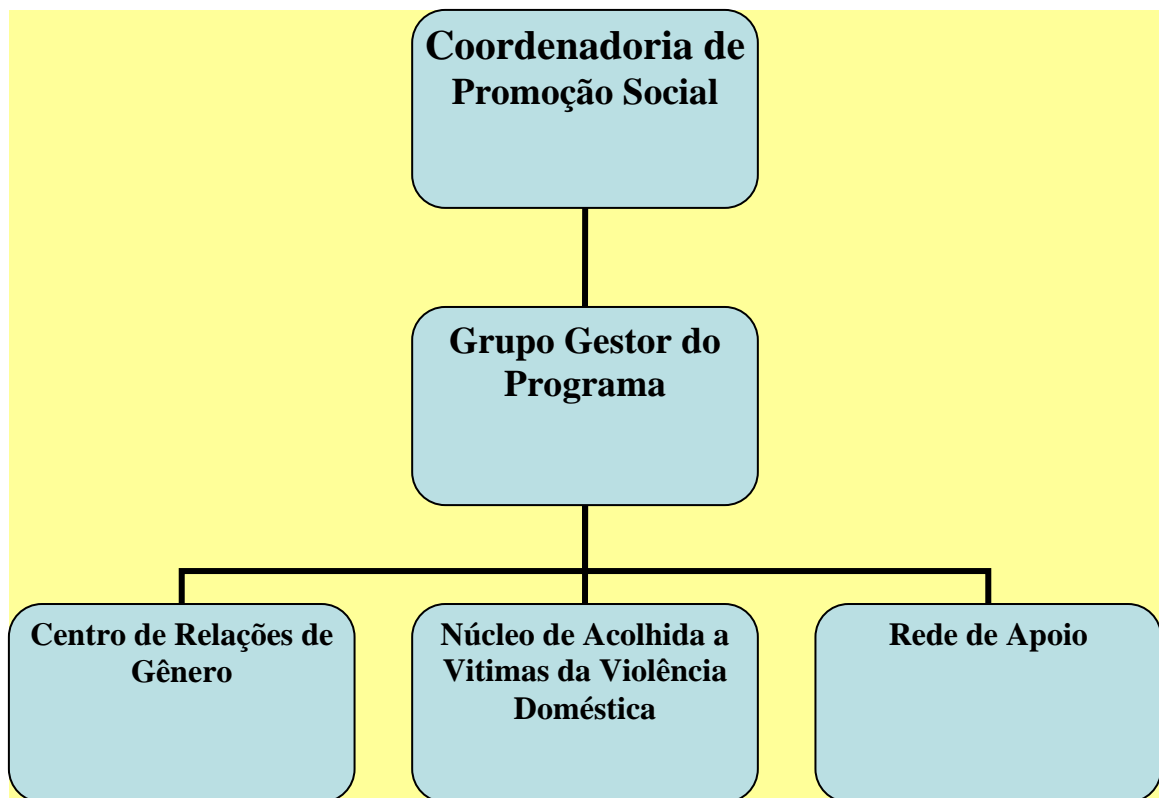 Coordenadoria de
Promoção Social
Grupo Gestor do
Programa
Centro de Relações de
Gênero
Núcleo de Acolhida a
Vitimas da Violência
Doméstica
Rede de Apoio